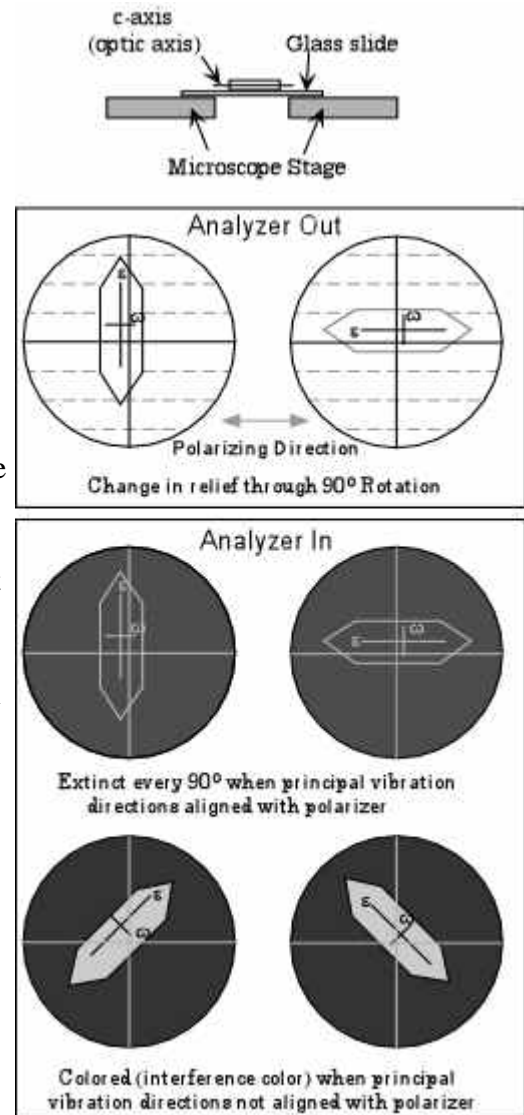 c-axis
(optic axis)
Glass slide
Microscope Stage
Analyzer Out
ε
ω
ε
ω
Polarizing Direction
e
Change in relief through 90° Rotation
Analyzer In
ε
ω
ε
ω
Extinct every 90° when principal vibration
directions aligned with polarizer
ε
ω
ε
ω
Colored (interference color) when principal
vibration directions not aligned with polarizer